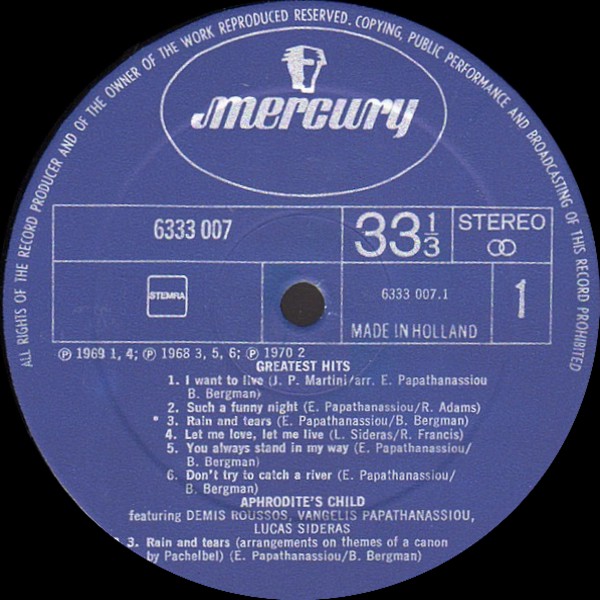 ALL RIGHTS OF THE RECORD PRODUCER AND OF THE OWNER OF THE WORK REPRODUCED RESERVED. COPYING, PUBLIC PERFORMANCE AND BROADCASTING OF THIS RECORD PROHIBITED
mercury
6333 007
33 1/3
STEREO
STEMRA
6333 007.1
1
MADE IN HOLLAND
℗ 1969 1, 4; ℗ 1968 3, 5, 6; ℗ 1970 2
GREATEST HITS
1. I want to live (J. P. Martini/arr. E. Papathanassiou
B. Bergman)
2. Such a funny night (E. Papathanassiou/R. Adams)
* 3. Rain and tears (E. Papathanassiou/B. Bergman)
4. Let me love, let me live (L. Sideras/R. Francis)
5. You always stand in my way (E. Papathanassiou/
B. Bergman)
6. Don't try to catch a river (E. Papathanassiou/
B. Bergman)
APHRODITE'S CHILD
featuring DEMIS ROUSSOS, VANGELIS PAPATHANASSIOU,
LUCAS SIDERAS
* 3. Rain and tears (arrangements on themes of a canon
by Pachelbel) (E. Papathanassiou/B. Bergman)